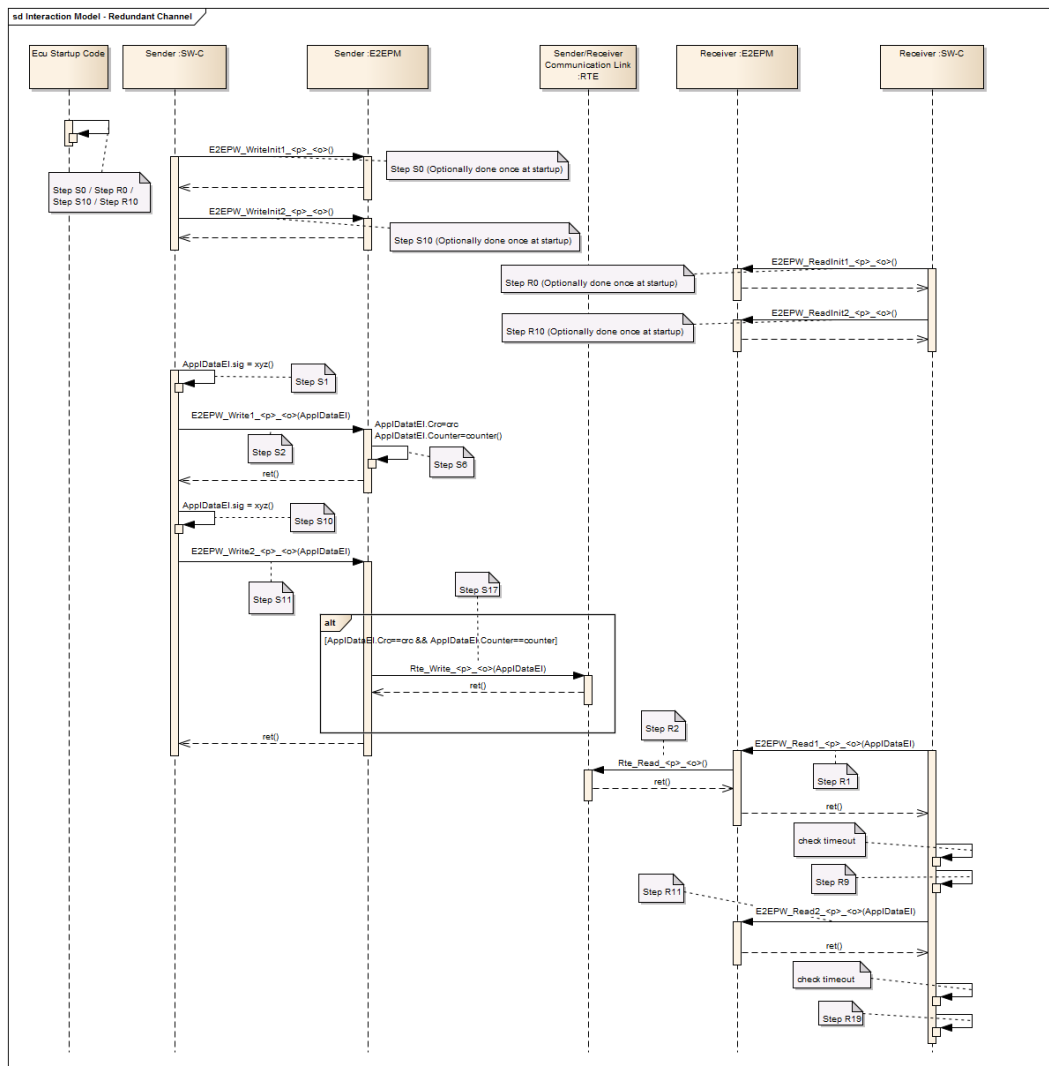 sd Interaction Model - Redundant Channel
Ecu Startup Code
Sender :SW-C
Sender :E2EPM
Sender/Receiver
Communication Link
:RTE
Receiver :E2EPM
Receiver :SW-C
Step S0 / Step R0 /
Step S10 / Step R10
E2EPW_WriteInit1_<p>_<o>()
Step S0 (Optionally done once at startup)
E2EPW_WriteInit2_<p>_<o>()
Step S10 (Optionally done once at startup)
E2EPW_ReadInit1_<p>_<o>()
Step R0 (Optionally done once at startup)
E2EPW_ReadInit2_<p>_<o>()
Step R10 (Optionally done once at startup)
ApplDataEl.sig = xyz()
Step S1
E2EPW_Write1_<p>_<o>(ApplDataEl)
Step S2
ApplDatatEl.Crc=crc
ApplDatatEl.Counter=counter()
Step S6
ret()
ApplDataEl.sig = xyz()
Step S10
E2EPW_Write2_<p>_<o>(ApplDataEl)
Step S11
Step S17
alt
[ApplDataEl.Crc==crc && ApplDataEl.Counter==counter]
Rte_Write_<p>_<o>(ApplDataEl)
ret()
ret()
Step R2
E2EPW_Read1_<p>_<o>(ApplDataEl)
Rte_Read_<p>_<o>()
Step R1
ret()
ret()
check timeout
Step R9
Step R11
E2EPW_Read2_<p>_<o>(ApplDataEl)
ret()
check timeout
Step R19